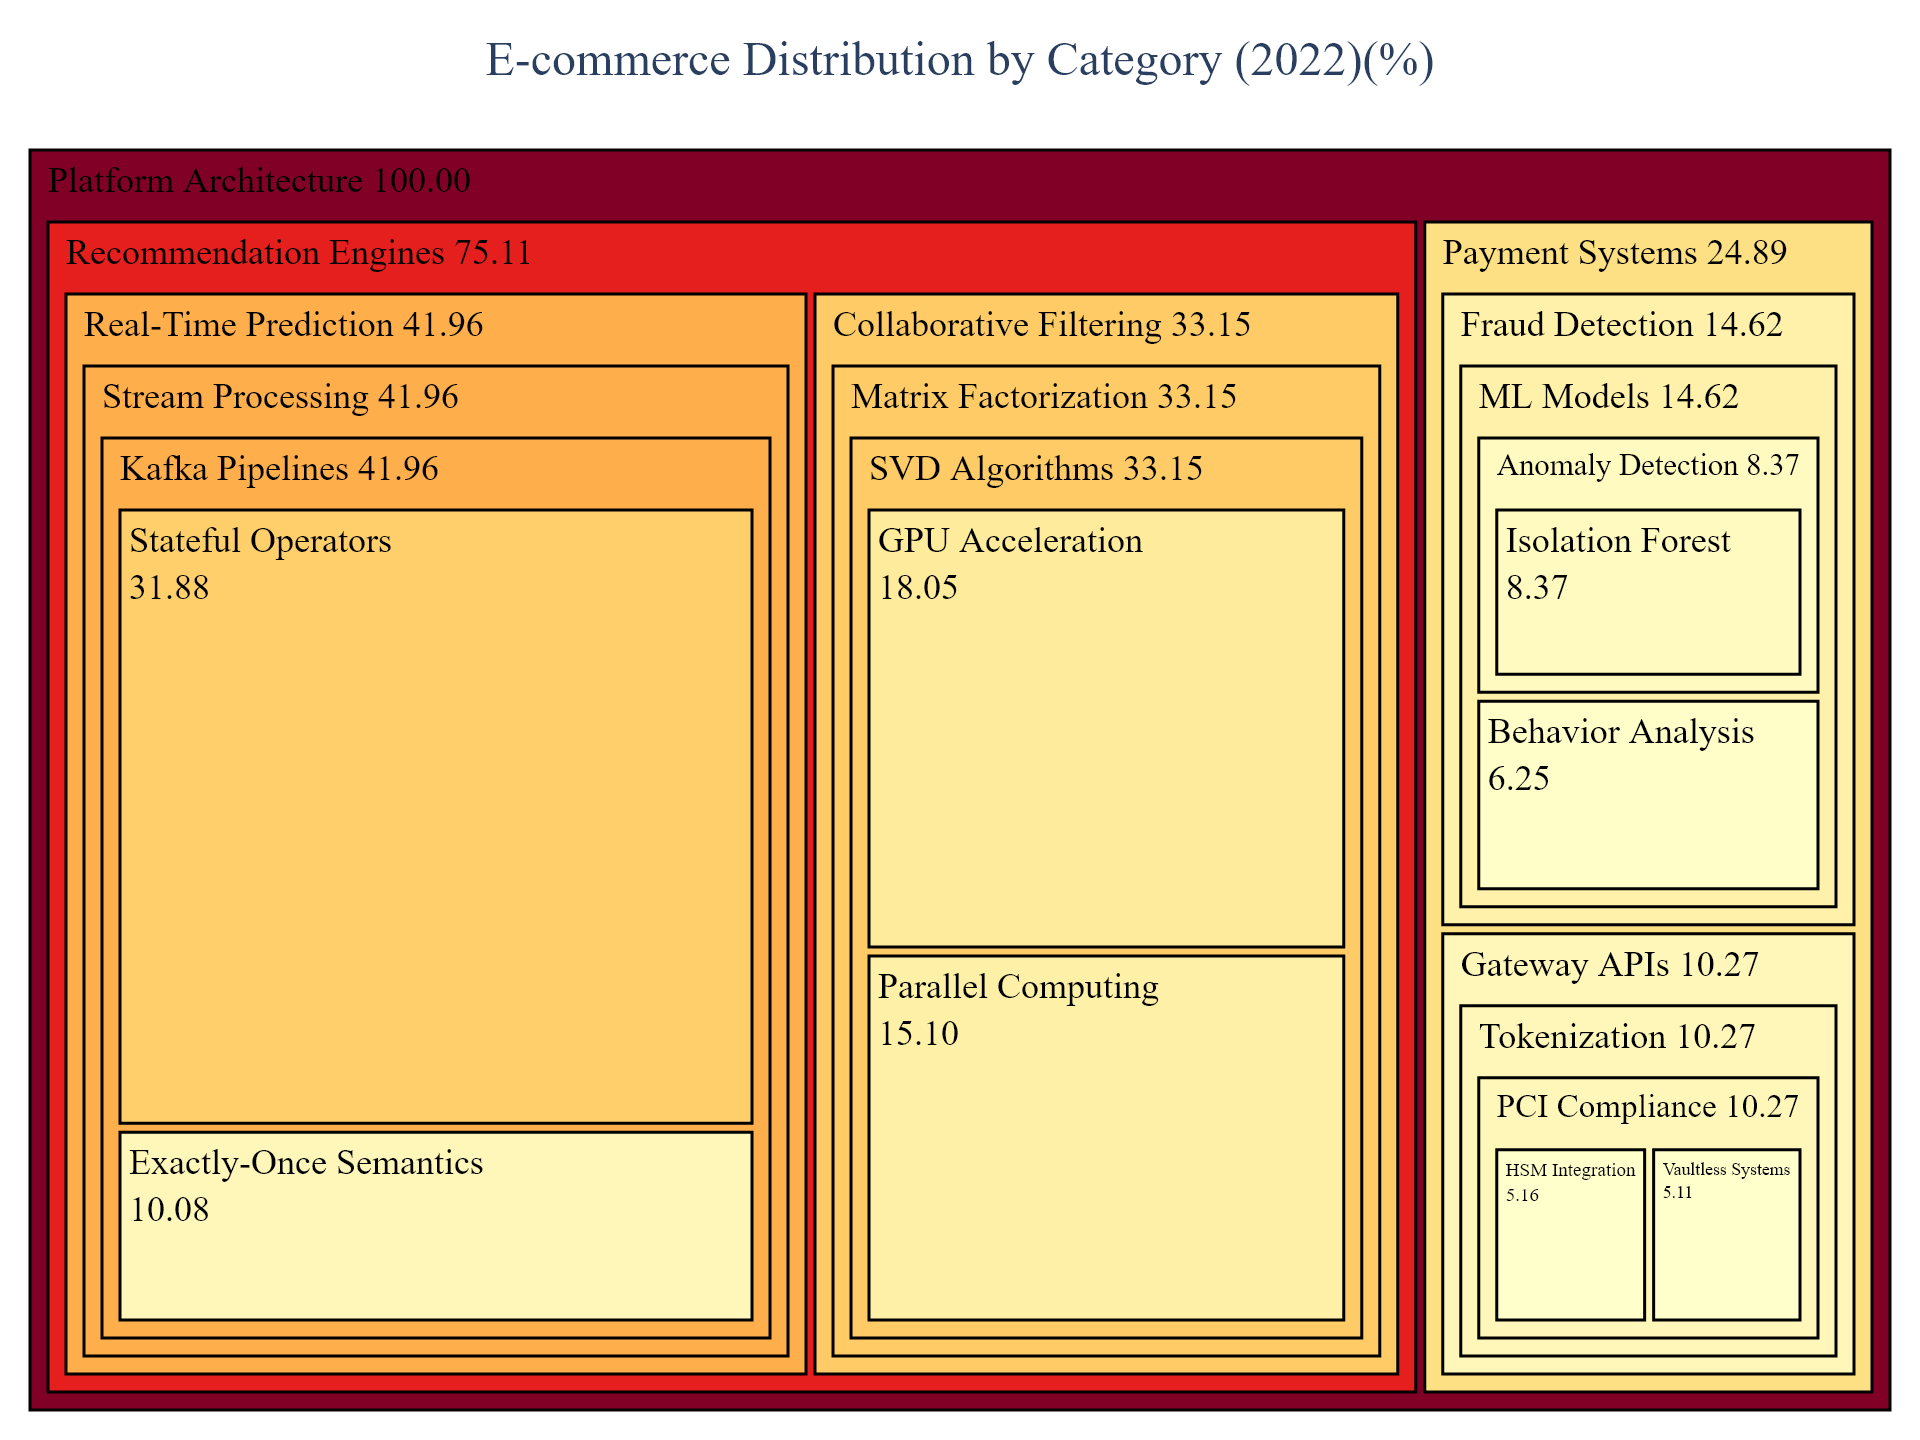 E-commerce Distribution by Category (2022)(%)
Platform Architecture 100.00
Recommendation Engines 75.11
Real-Time Prediction 41.96
Stream Processing 41.96
Kafka Pipelines 41.96
Stateful Operators
31.88
Exactly-Once Semantics
10.08
Collaborative Filtering 33.15
Matrix Factorization 33.15
SVD Algorithms 33.15
GPU Acceleration
18.05
Parallel Computing
15.10
Payment Systems 24.89
Fraud Detection 14.62
ML Models 14.62
Anomaly Detection 8.37
Isolation Forest
8.37
Behavior Analysis
6.25
Gateway APIs 10.27
Tokenization 10.27
PCI Compliance 10.27
HSM Integration
5.16
Vaultless Systems
5.11